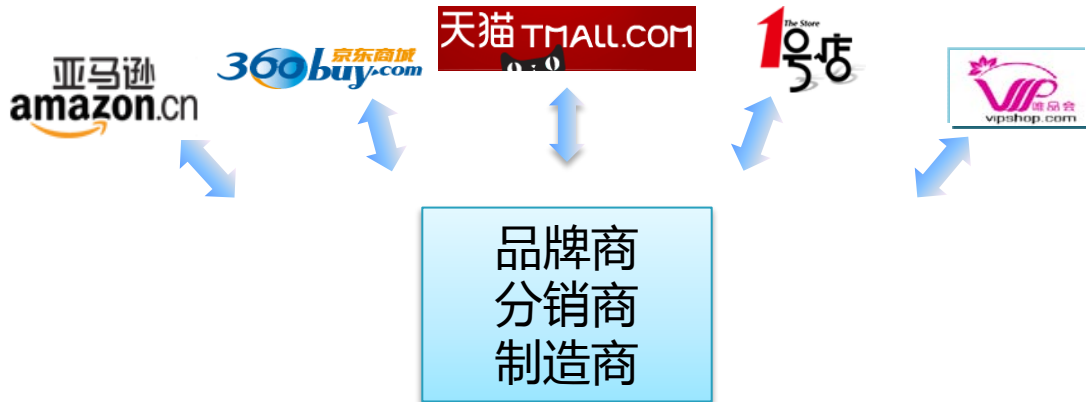 亚马逊
amazon.cn
京东商城
360buy.com
天猫 TMALL.COM
The Store
1号店
VIP
唯品会
vipshop.com
品牌商
分销商
制造商